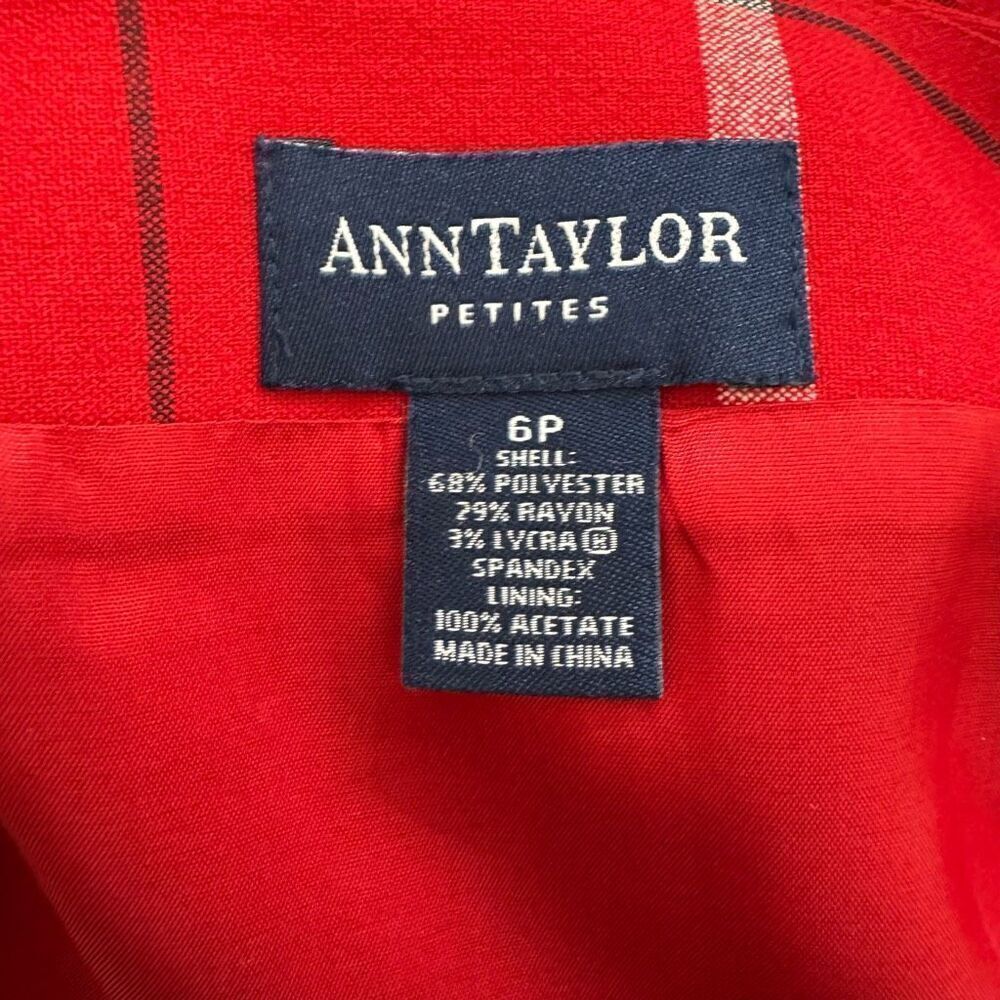 ANNTAYLOR
PETITES
6P
SHELL:
68% POLYESTER
29% RAYON
3% LYCRA ®
SPANDEX
LINING:
100% ACETATE
MADE IN CHINA